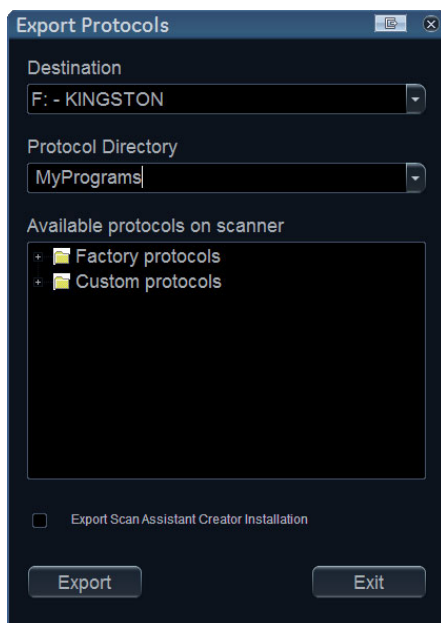 Export Protocols
Destination
F: - KINGSTON
Protocol Directory
MyPrograms
Available protocols on scanner
Factory protocols
Custom protocols
Export Scan Assistant Creator Installation
Export
Exit